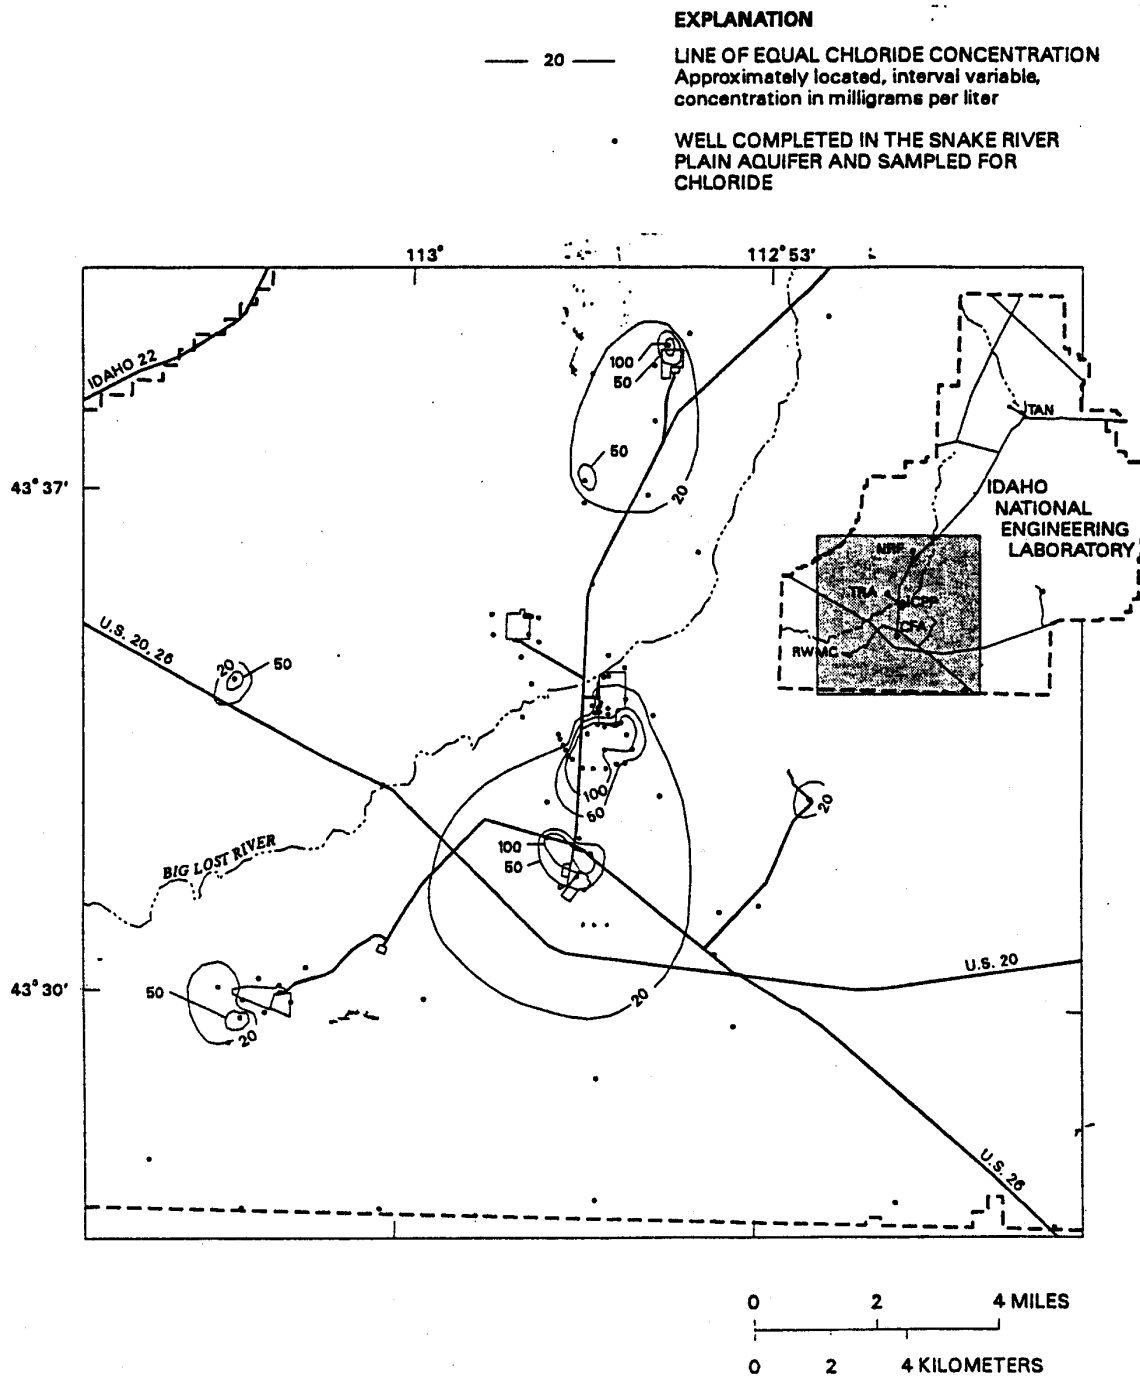 EXPLANATION
20
LINE OF EQUAL CHLORIDE CONCENTRATION
Approximately located, interval variable,
concentration in milligrams per liter
WELL COMPLETED IN THE SNAKE RIVER
PLAIN AQUIFER AND SAMPLED FOR
CHLORIDE
113°
112°53'
IDAHO 22
100
50
TAN
50
43°37'
20
IDAHO
NATIONAL
ENGINEERING
LABORATORY
NRF
TRA
ICPP
CFA
RWMC
U.S. 20, 26
20
50
100
50
20
BIG LOST RIVER
100
50
U.S. 20
43°30'
50
20
20
U.S. 26
0 2 4 MILES
0 2 4 KILOMETERS